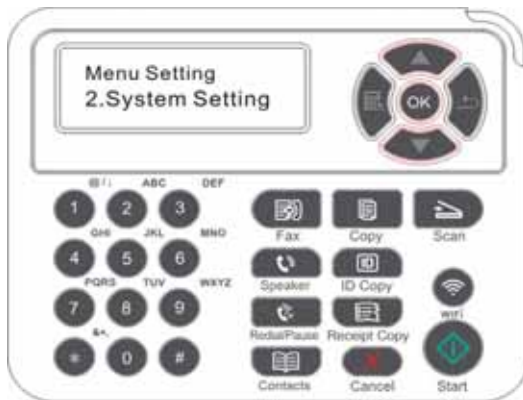 Menu Setting
2.System Setting
OK
ABC DEF
1 2 3
GHI JKL MNO
4 5 6
PQRS TUV WXYZ
7 8 9
* 0 #
Fax Copy Scan
Speaker ID Copy
WiFi
Redial/Pause Receipt Copy
Contacts Cancel Start